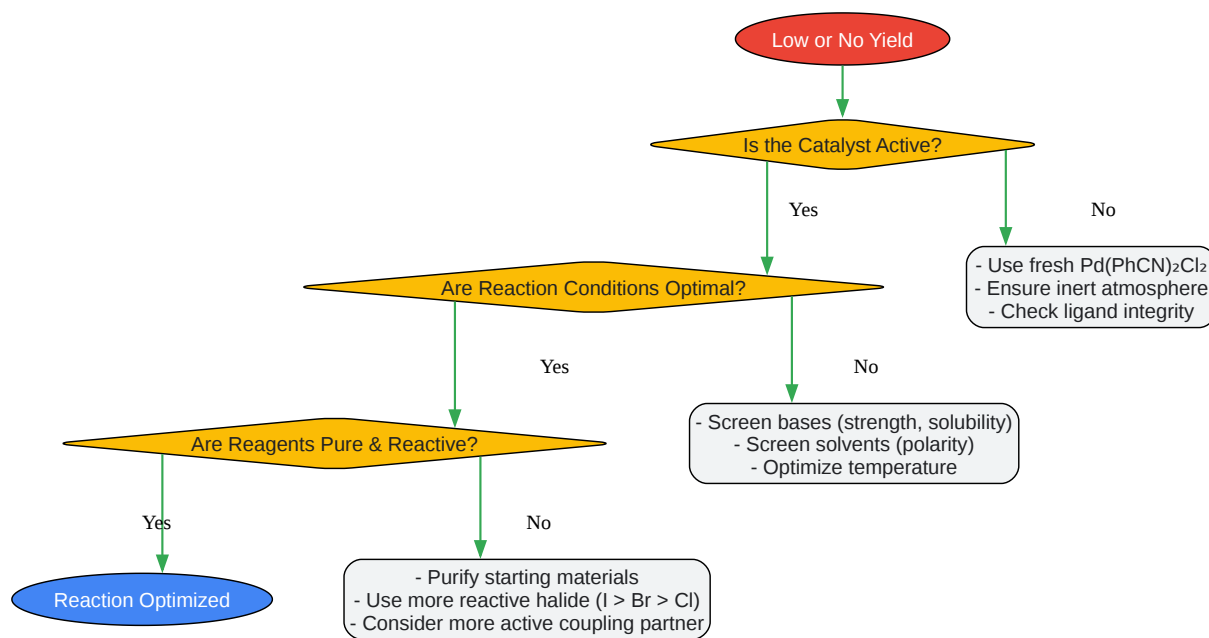 Low or No Yield
Is the Catalyst Active?
Yes
No
- Use fresh Pd(PhCN)₂Cl₂
- Ensure inert atmosphere
- Check ligand integrity
Are Reaction Conditions Optimal?
Yes
No
- Screen bases (strength, solubility)
- Screen solvents (polarity)
- Optimize temperature
Are Reagents Pure & Reactive?
Yes
No
- Purify starting materials
- Use more reactive halide (I > Br > Cl)
- Consider more active coupling partner
Reaction Optimized